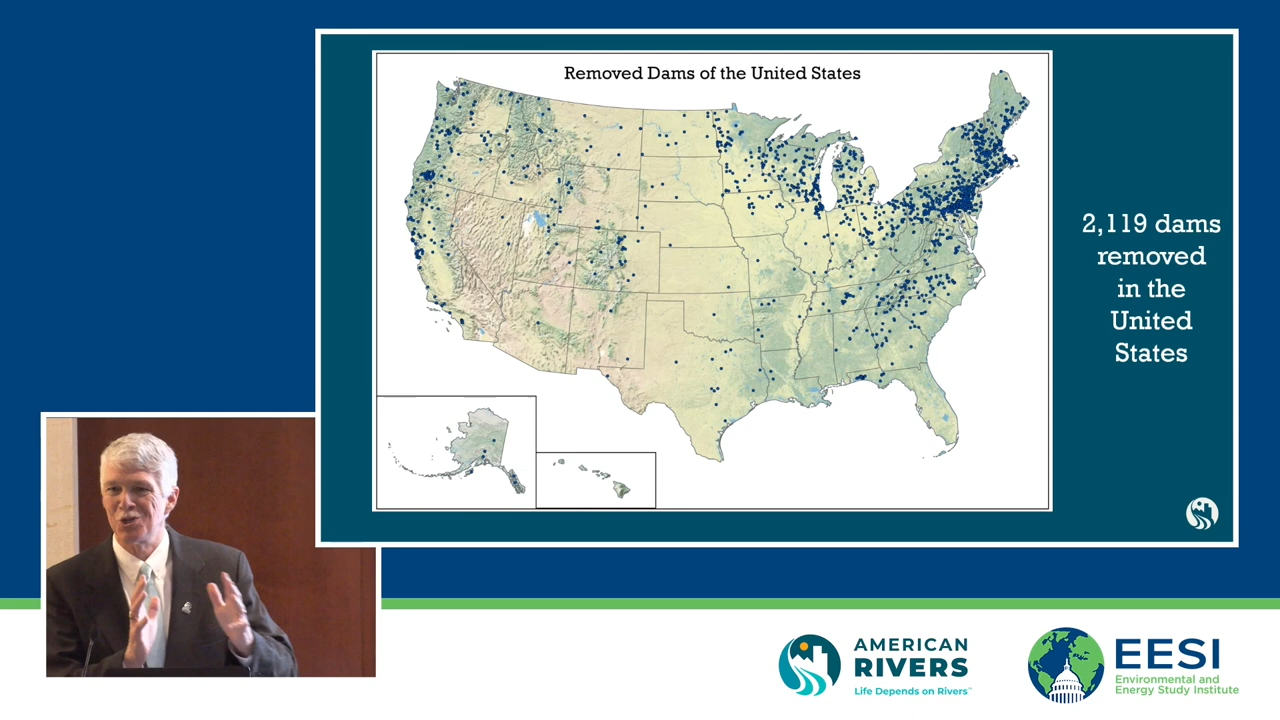 Removed Dams of the United States
2,119 dams
removed
in the
United
States
AMERICAN
RIVERS
Life Depends on Rivers™
EESI
Environmental and
Energy Study Institute